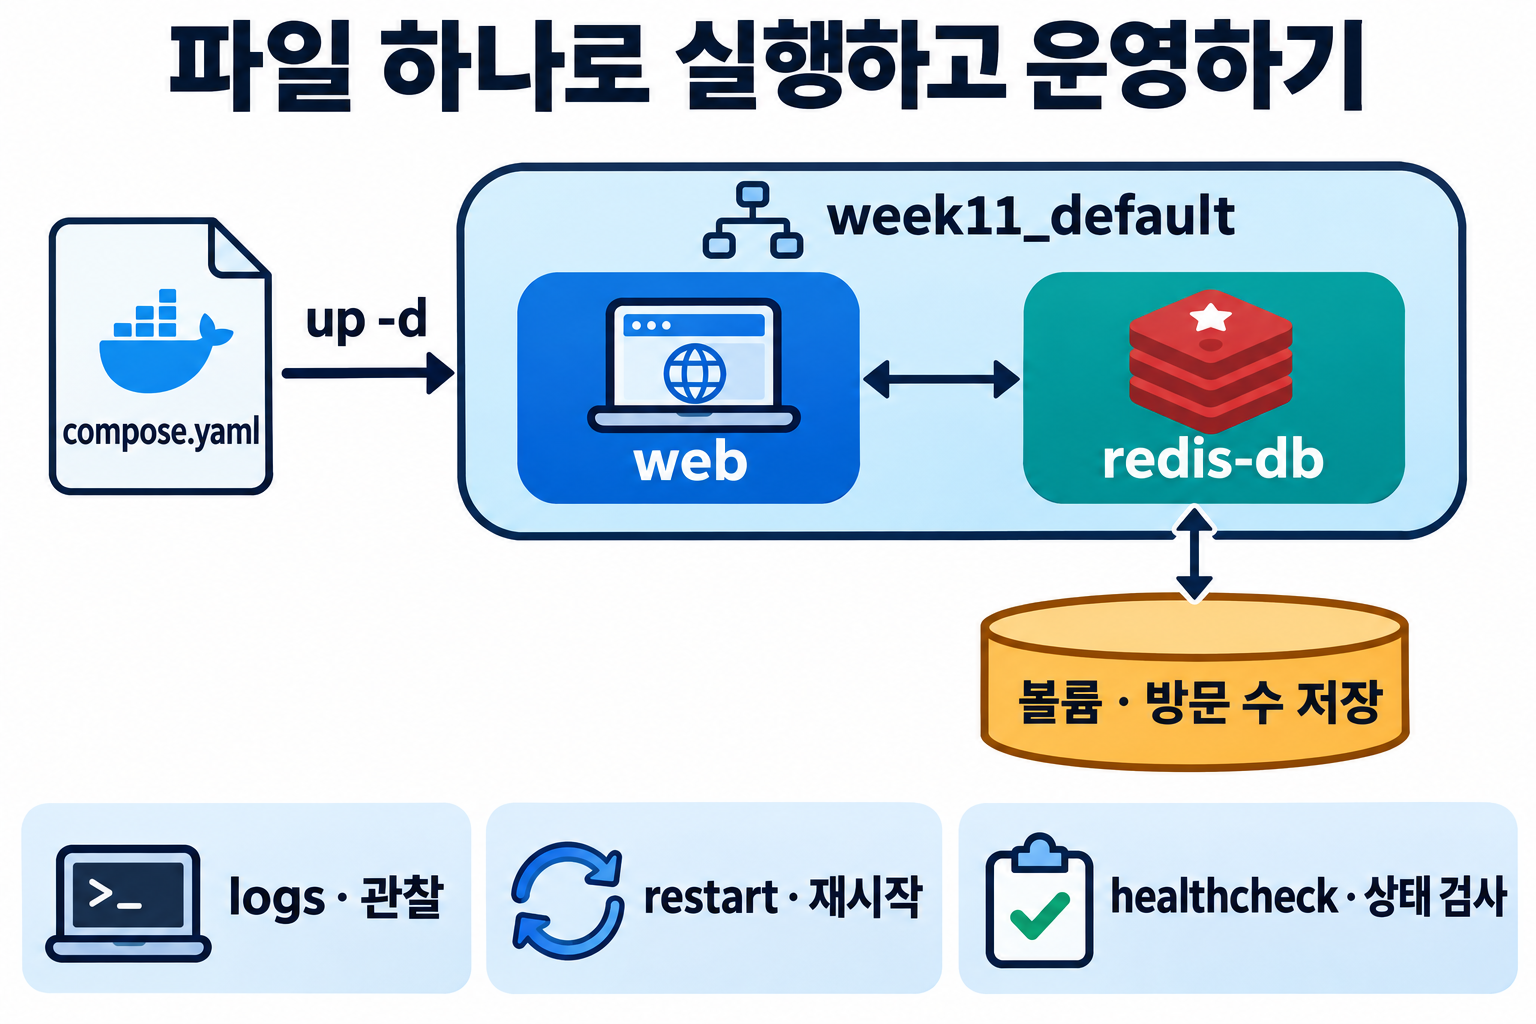 파일 하나로 실행하고 운영하기
week11_default
up -d
compose.yaml
web
redis-db
볼륨 · 방문 수 저장
>_
logs · 관찰
restart · 재시작
healthcheck · 상태 검사